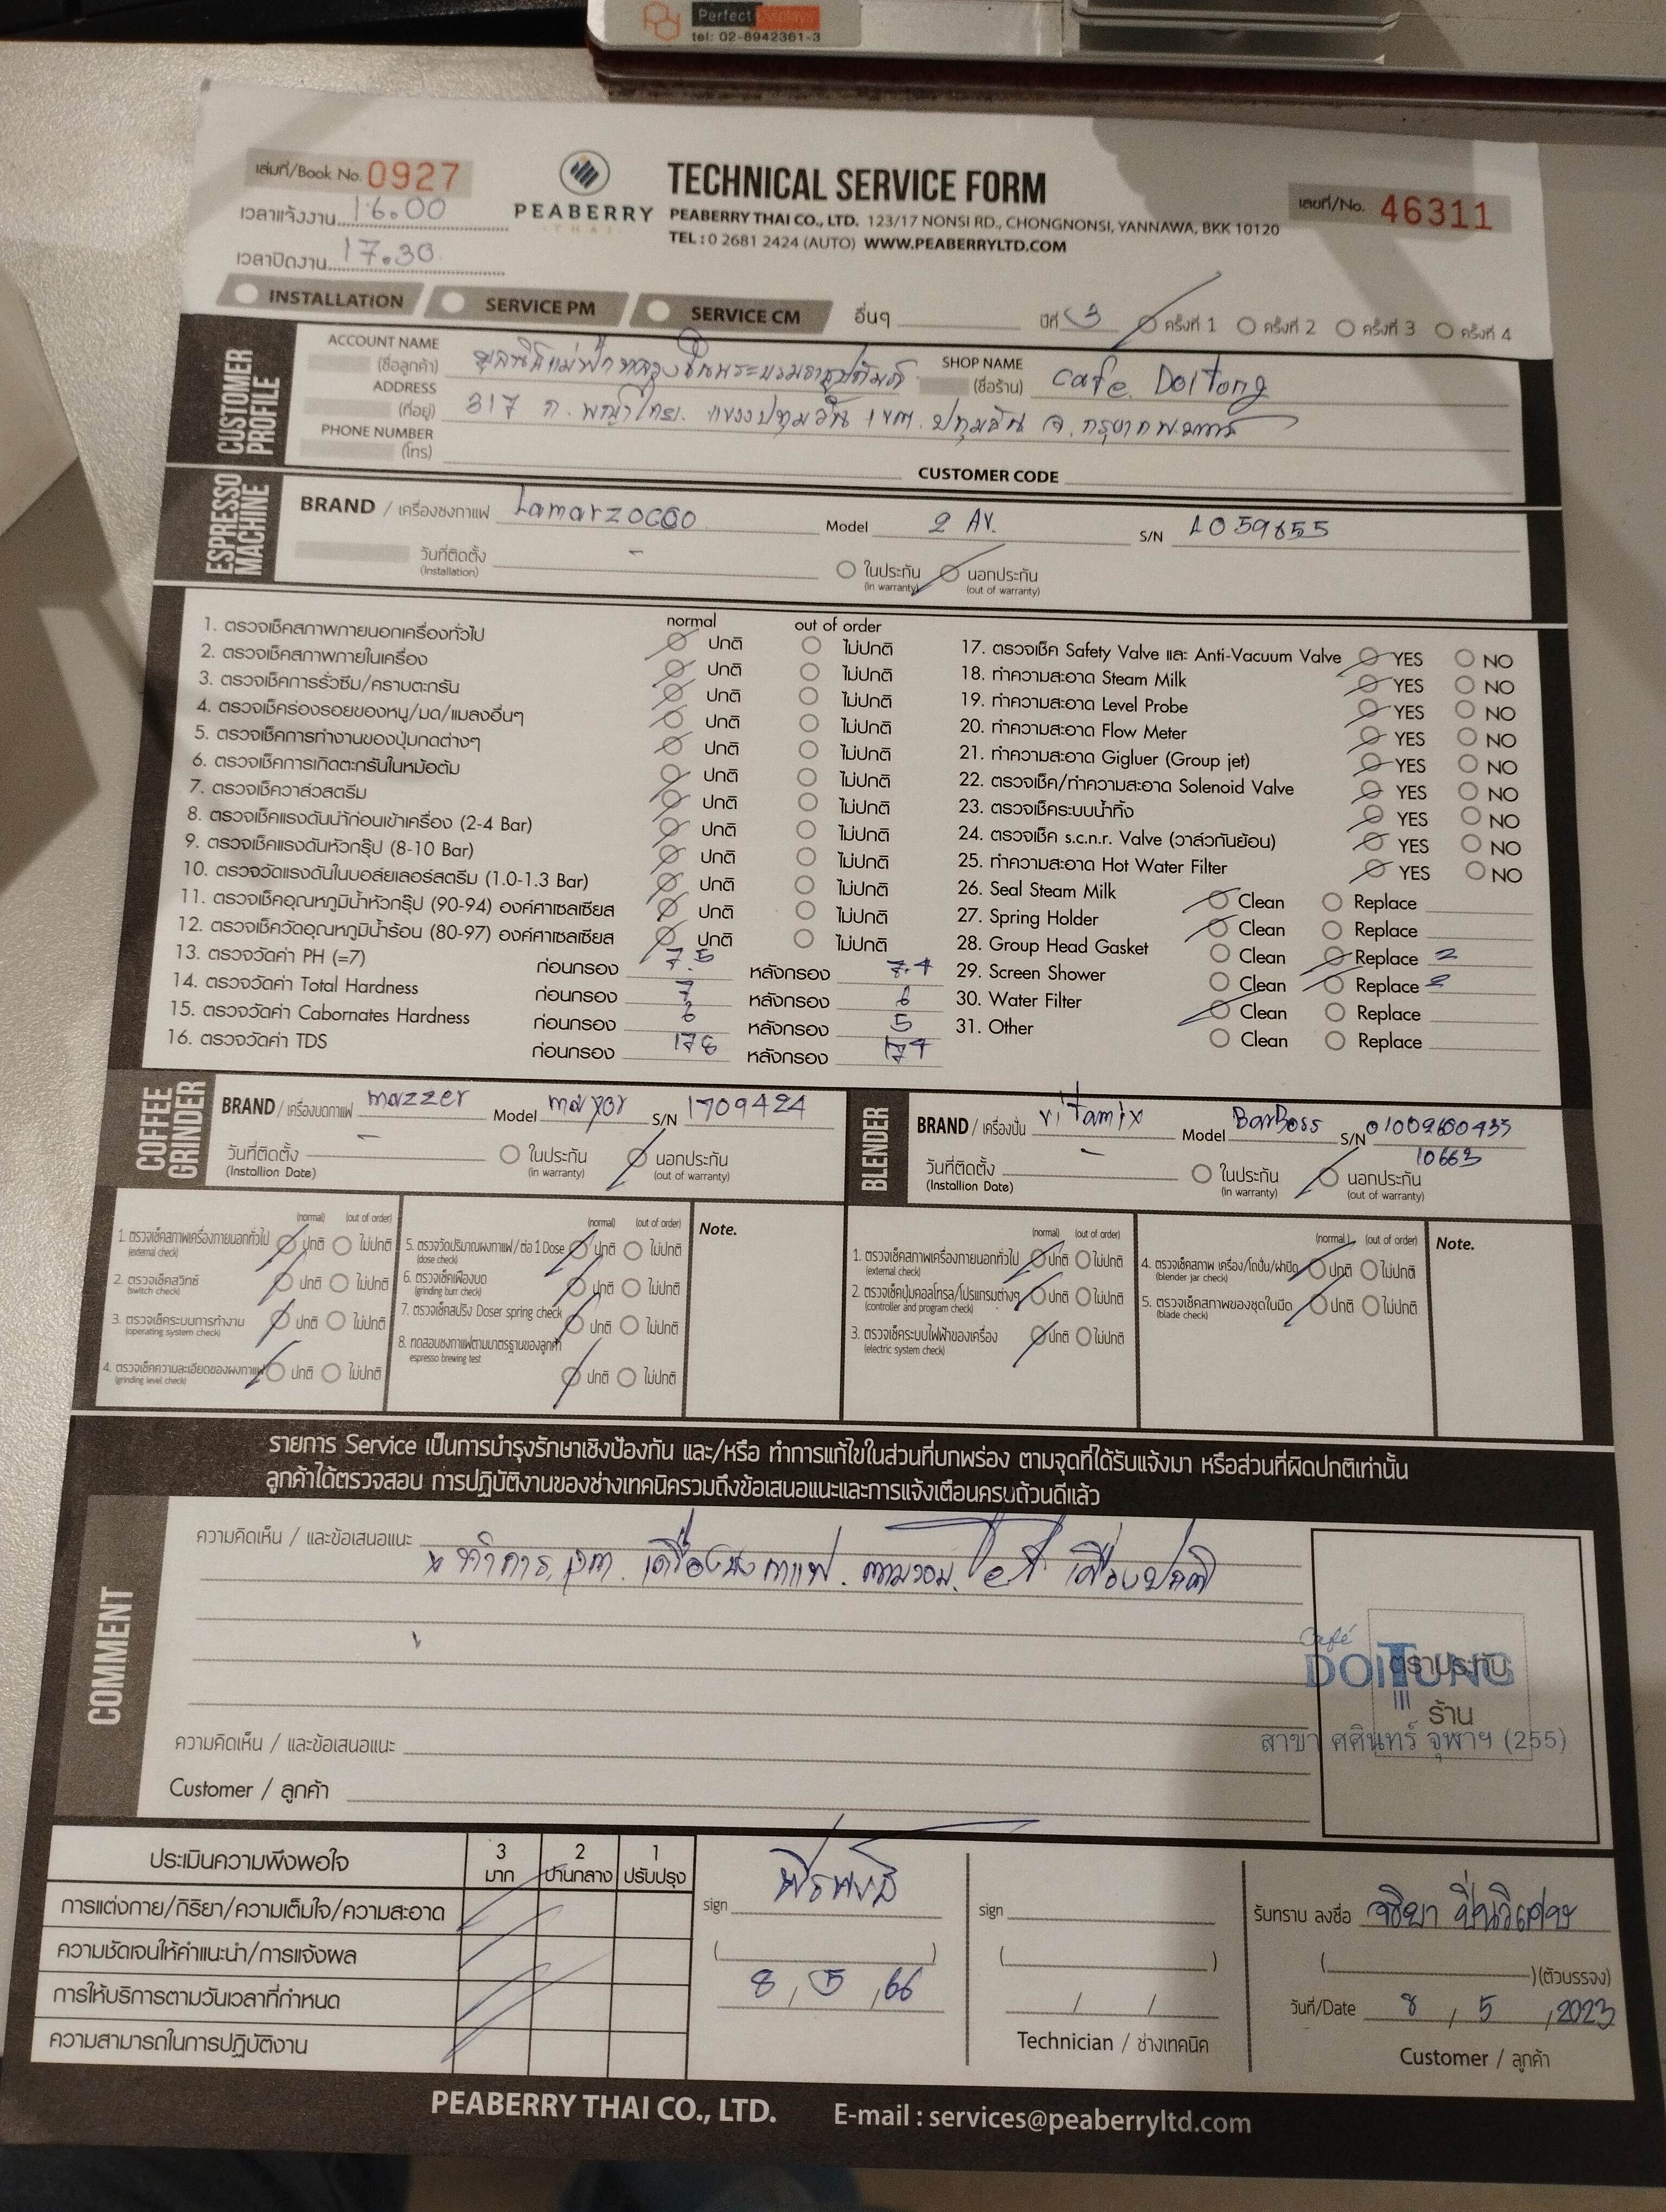 Perfect Displays
tel: 02-8942361-3
เล่มที่/Book No. 0927
เวลาแจ้งงาน 16.00
เวลาปิดงาน 17.30
PEABERRY
THAI
TECHNICAL SERVICE FORM
PEABERRY THAI CO., LTD. 123/17 NONSI RD., CHONGNONSI, YANNAWA, BKK 10120
TEL : 0 2681 2424 (AUTO) WWW.PEABERRYLTD.COM
เลขที่/No. 46311
INSTALLATION SERVICE PM SERVICE CM อื่นๆ ปีที่ 3 ครั้งที่ 1 ครั้งที่ 2 ครั้งที่ 3 ครั้งที่ 4
CUSTOMER PROFILE
ACCOUNT NAME (ชื่อลูกค้า) มูลนิธิแม่ฟ้าหลวงในพระบรมราชูปถัมภ์ SHOP NAME (ชื่อร้าน) Cafe Doitong
ADDRESS (ที่อยู่) 317 ถ. พญาไท แขวงปทุมวัน เขต ปทุมวัน จ. กรุงเทพ
PHONE NUMBER (โทร)
CUSTOMER CODE
ESPRESSO MACHINE
BRAND / เครื่องชงกาแฟ Lamarzocco Model 2 AV. S/N
วันที่ติดตั้ง (Installation) - ในประกัน (in warranty) นอกประกัน (out of warranty)
normal out of order
1. ตรวจเช็คสภาพภายนอกเครื่องทั่วไป ปกติ ไม่ปกติ
2. ตรวจเช็คสภาพภายในเครื่อง ปกติ ไม่ปกติ
3. ตรวจเช็คการรั่วซึม/คราบตะกรัน ปกติ ไม่ปกติ
4. ตรวจเช็คร่องรอยของหนู/มด/แมลงอื่นๆ ปกติ ไม่ปกติ
5. ตรวจเช็คการทำงานของปุ่มกดต่างๆ ปกติ ไม่ปกติ
6. ตรวจเช็คการเกิดตะกรันในหม้อต้ม ปกติ ไม่ปกติ
7. ตรวจเช็ควาล์วสตรีม ปกติ ไม่ปกติ
8. ตรวจเช็คแรงดันน้ำก่อนเข้าเครื่อง (2-4 Bar) ปกติ ไม่ปกติ
9. ตรวจเช็คแรงดันหัวกรุ๊ป (8-10 Bar) ปกติ ไม่ปกติ
10. ตรวจวัดแรงดันในบอล์ยเลอร์สตรีม (1.0-1.3 Bar) ปกติ ไม่ปกติ
11. ตรวจเช็คอุณหภูมิน้ำหัวกรุ๊ป (90-94) องค์ศาเซลเซียส ปกติ ไม่ปกติ
12. ตรวจเช็ควัดอุณหภูมิน้ำร้อน (80-97) องค์ศาเซลเซียส ปกติ ไม่ปกติ
13. ตรวจวัดค่า PH (=7) ก่อนกรอง 7.5 หลังกรอง 7.4
14. ตรวจวัดค่า Total Hardness ก่อนกรอง 7 หลังกรอง 6
15. ตรวจวัดค่า Cabornates Hardness ก่อนกรอง 6 หลังกรอง 5
16. ตรวจวัดค่า TDS ก่อนกรอง 178 หลังกรอง 174
17. ตรวจเช็ค Safety Valve และ Anti-Vacuum Valve YES NO
18. ทำความสะอาด Steam Milk YES NO
19. ทำความสะอาด Level Probe YES NO
20. ทำความสะอาด Flow Meter YES NO
21. ทำความสะอาด Gigluer (Group jet) YES NO
22. ตรวจเช็ค/ทำความสะอาด Solenoid Valve YES NO
23. ตรวจเช็คระบบน้ำทิ้ง YES NO
24. ตรวจเช็ค s.c.n.r. Valve (วาล์วกันย้อน) YES NO
25. ทำความสะอาด Hot Water Filter YES NO
26. Seal Steam Milk Clean Replace
27. Spring Holder Clean Replace
28. Group Head Gasket Clean Replace 2
29. Screen Shower Clean Replace 2
30. Water Filter Clean Replace
31. Other Clean Replace
COFFEE GRINDER
BRAND / เครื่องบดกาแฟ mazzer Model mayor S/N 1709424
วันที่ติดตั้ง (Installion Date) - ในประกัน (in warranty) นอกประกัน (out of warranty)
BLENDER
BRAND / เครื่องปั่น vitamix Model BarBoss S/N 01009600435
10663
วันที่ติดตั้ง (Installion Date) - ในประกัน (in warranty) นอกประกัน (out of warranty)
(normal) (out of order)
1. ตรวจเช็คสภาพเครื่องภายนอกทั่วไป (external check) ปกติ ไม่ปกติ
2. ตรวจเช็คสวิทซ์ (switch check) ปกติ ไม่ปกติ
3. ตรวจเช็คระบบการทำงาน (operating system check) ปกติ ไม่ปกติ
4. ตรวจเช็คความละเอียดของผงกาแฟ (grinding level check) ปกติ ไม่ปกติ
(normal) (out of order)
5. ตรวจวัดปริมาณผงกาแฟ/ต่อ 1 Dose (dose check) ปกติ ไม่ปกติ
6. ตรวจเช็คเฟืองบด (grinding burr check) ปกติ ไม่ปกติ
7. ตรวจเช็คสปริง Doser spring check ปกติ ไม่ปกติ
8. ทดสอบชงกาแฟตามมาตรฐานของลูกค้า espresso brewing test ปกติ ไม่ปกติ
Note.
(normal) (out of order)
1. ตรวจเช็คสภาพเครื่องภายนอกทั่วไป (external check) ปกติ ไม่ปกติ
2. ตรวจเช็คปุ่มคอลโทรล/โปรแกรมต่างๆ (controller and program check) ปกติ ไม่ปกติ
3. ตรวจเช็คระบบไฟฟ้าของเครื่อง (electric system check) ปกติ ไม่ปกติ
(normal) (out of order)
4. ตรวจเช็คสภาพ เครื่อง/โถปั่น/ฝาปิด (blender jar check) ปกติ ไม่ปกติ
5. ตรวจเช็คสภาพของชุดใบมีด (blade check) ปกติ ไม่ปกติ
Note.
รายการ Service เป็นการบำรุงรักษาเชิงป้องกัน และ/หรือ ทำการแก้ไขในส่วนที่บกพร่อง ตามจุดที่ได้รับแจ้งมา หรือส่วนที่ผิดปกติเท่านั้น
ลูกค้าได้ตรวจสอบ การปฏิบัติงานของช่างเทคนิครวมถึงข้อเสนอแนะและการแจ้งเตือนครบถ้วนดีแล้ว
COMMENT
ความคิดเห็น / และข้อเสนอแนะ ทำการ pm. เครื่องชงกาแฟ เครื่องปกติ
Café
DOITUNG
ตราประทับ
ร้าน
สาขา ศศินทร์ จุฬาฯ (255)
ความคิดเห็น / และข้อเสนอแนะ
Customer / ลูกค้า
ประเมินความพึงพอใจ 3 มาก 2 ปานกลาง 1 ปรับปรุง
การแต่งกาย/กิริยา/ความเต็มใจ/ความสะอาด
ความชัดเจนให้คำแนะนำ/การแจ้งผล
การให้บริการตามวันเวลาที่กำหนด
ความสามารถในการปฏิบัติงาน
sign
8 / 5 / 66
sign
Technician / ช่างเทคนิค
รับทราบ ลงชื่อ
(ตัวบรรจง)
วันที่/Date 8 / 5 / 2023
Customer / ลูกค้า
PEABERRY THAI CO., LTD. E-mail : services@peaberryltd.com